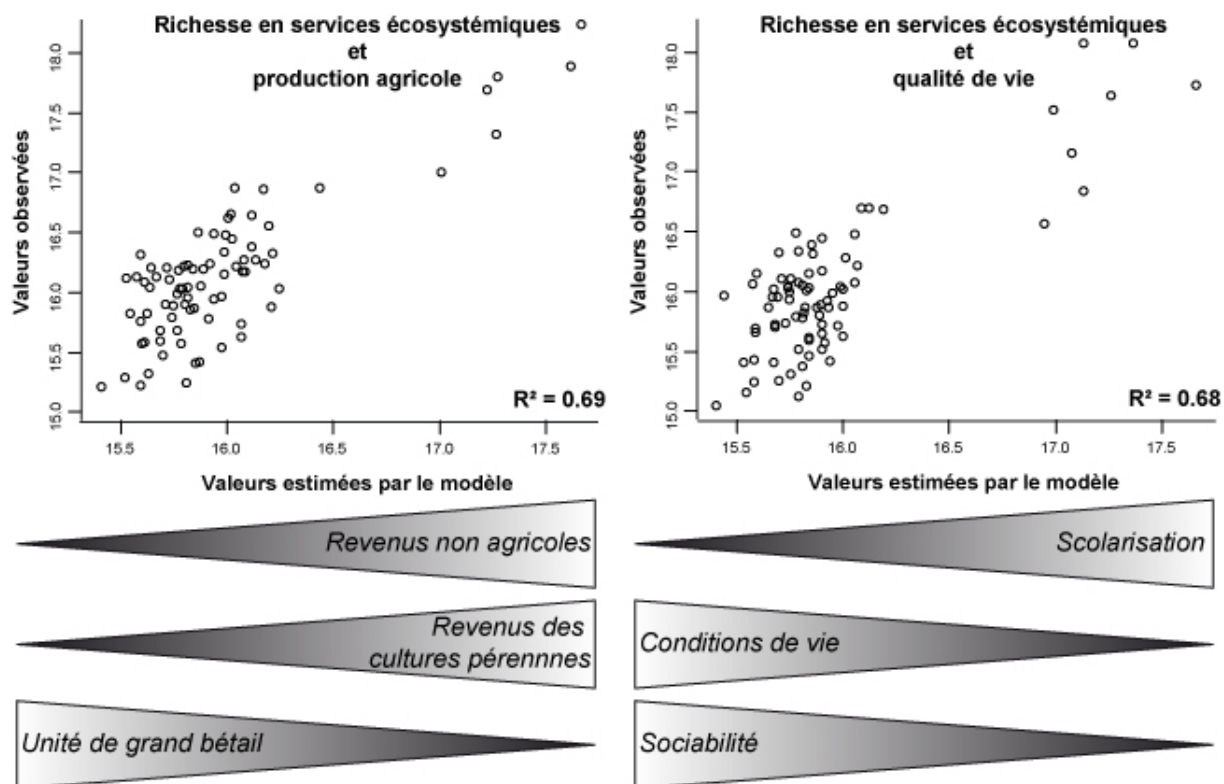 Richesse en services écosystémiques
et
production agricole
Valeurs observées
18.0
17.5
17.0
16.5
16.0
15.5
15.0
R² = 0.69
15.5 16.0 16.5 17.0 17.5
Valeurs estimées par le modèle
Revenus non agricoles
Revenus des
cultures pérennnes
Unité de grand bétail
Richesse en services écosystémiques
et
qualité de vie
Valeurs observées
18.0
17.5
17.0
16.5
16.0
15.5
15.0
R² = 0.68
15.5 16.0 16.5 17.0 17.5
Valeurs estimées par le modèle
Scolarisation
Conditions de vie
Sociabilité